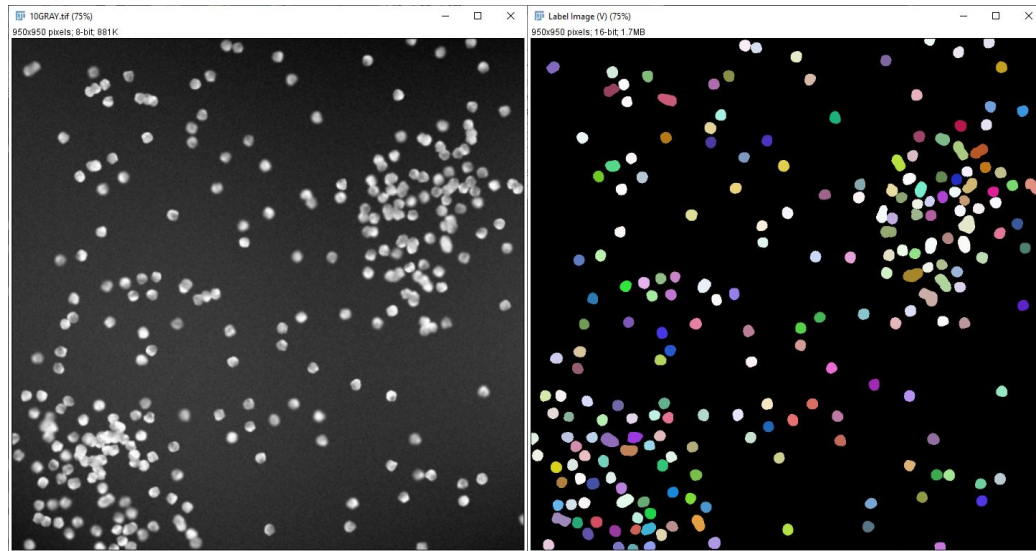 10GRAY.tif (75%)
950x950 pixels; 8-bit; 881K
Label Image (V) (75%)
950x950 pixels; 16-bit; 1.7MB